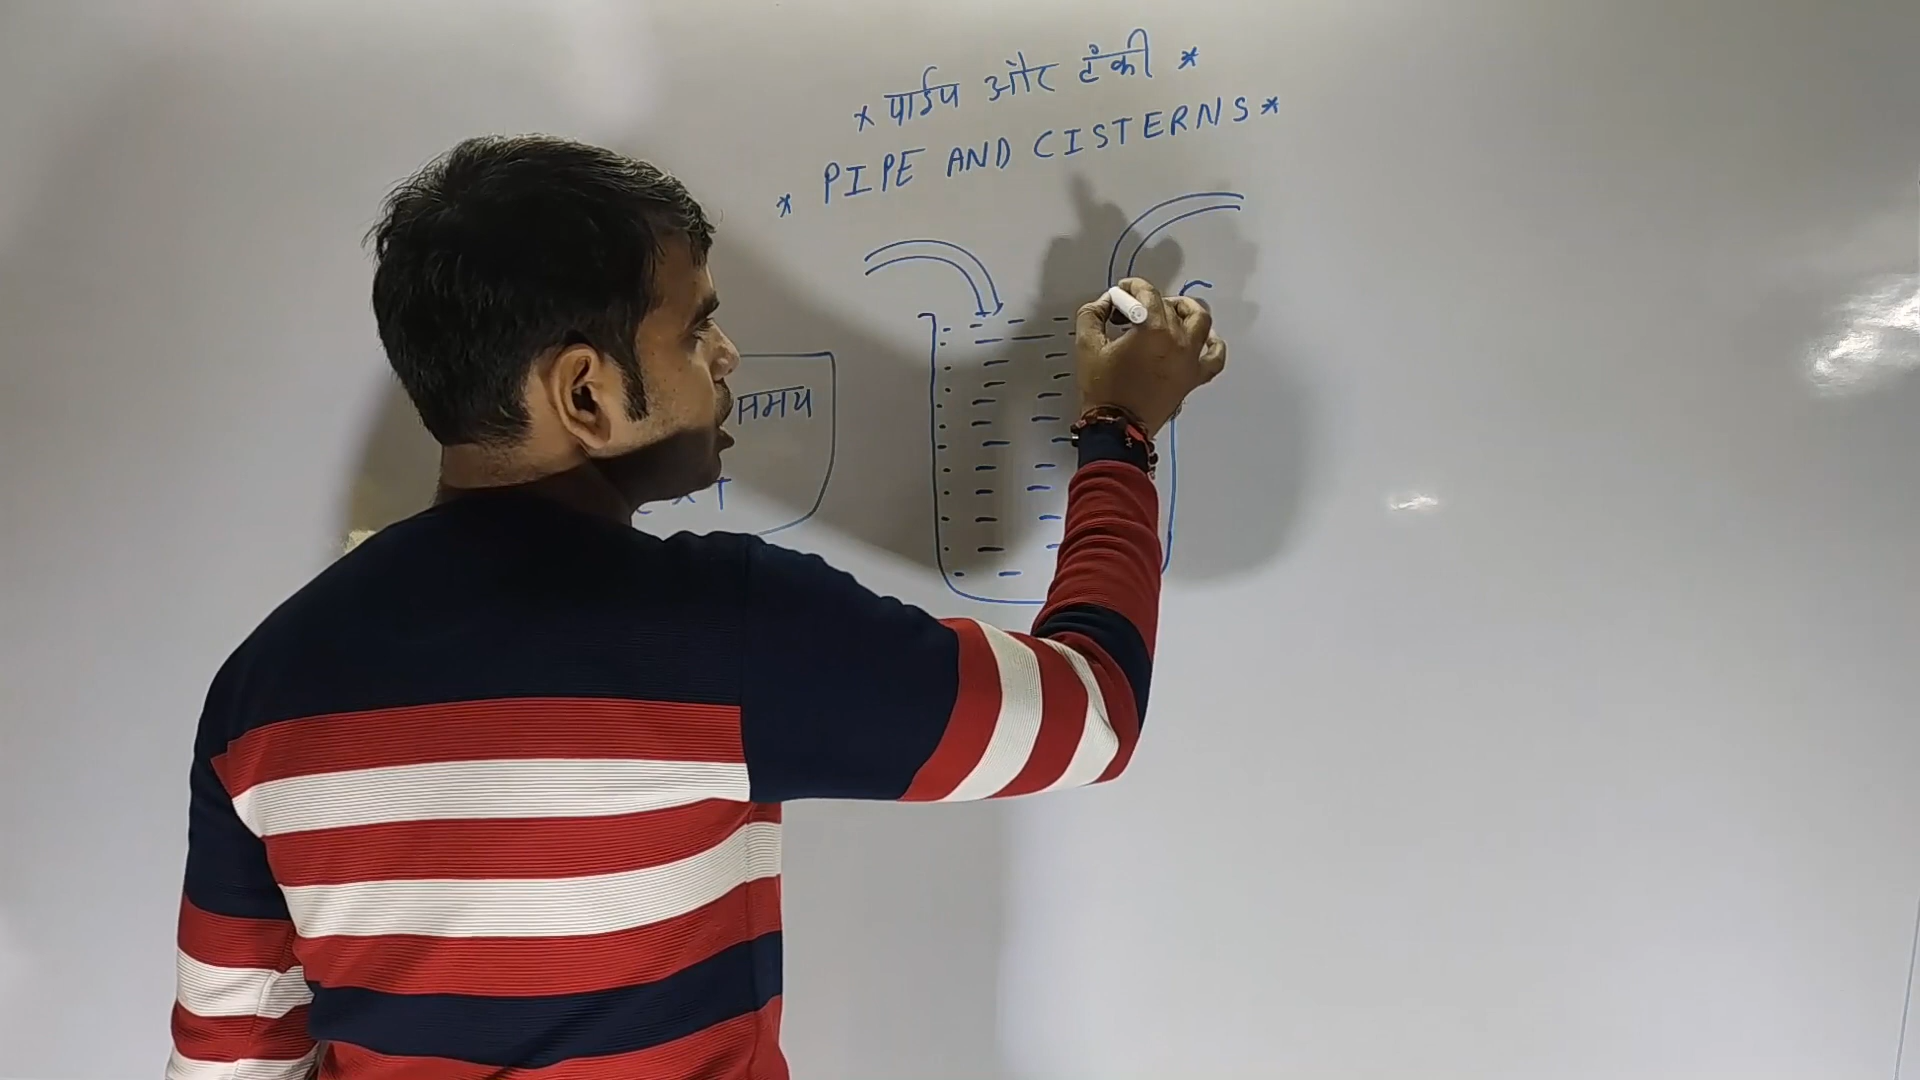 * पाईप और टंकी *
* PIPE AND CISTERNS *
समय